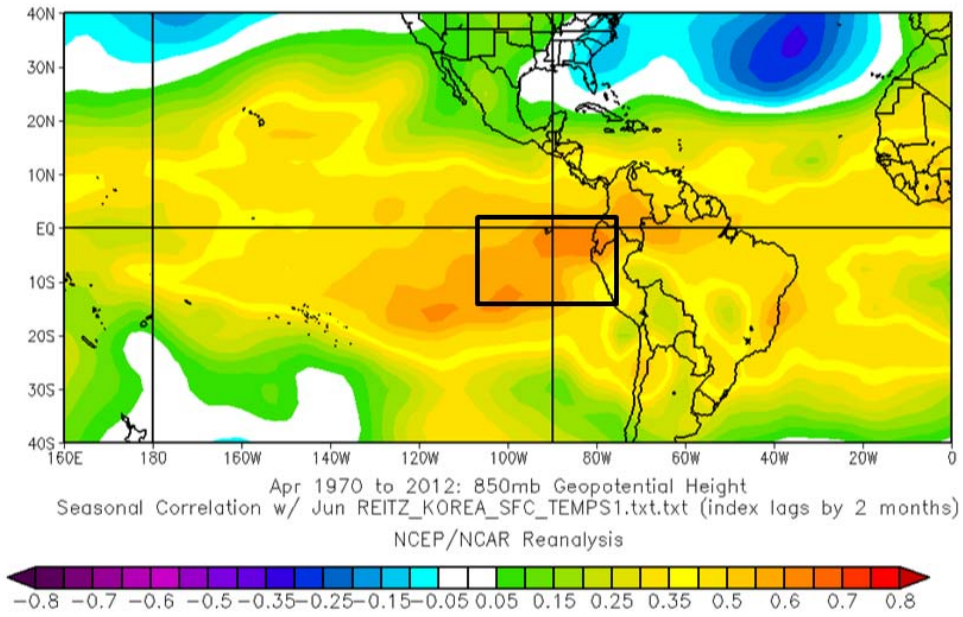 40N
30N
20N
10N
EQ
10S
20S
30S
40S
160E 180 160W 140W 120W 100W 80W 60W 40W 20W 0
Apr 1970 to 2012: 850mb Geopotential Height
Seasonal Correlation w/ Jun REITZ_KOREA_SFC_TEMPS1.txt.txt (index lags by 2 months)
NCEP/NCAR Reanalysis
-0.8 -0.7 -0.6 -0.5 -0.35 -0.25 -0.15 -0.05 0.05 0.15 0.25 0.35 0.5 0.6 0.7 0.8